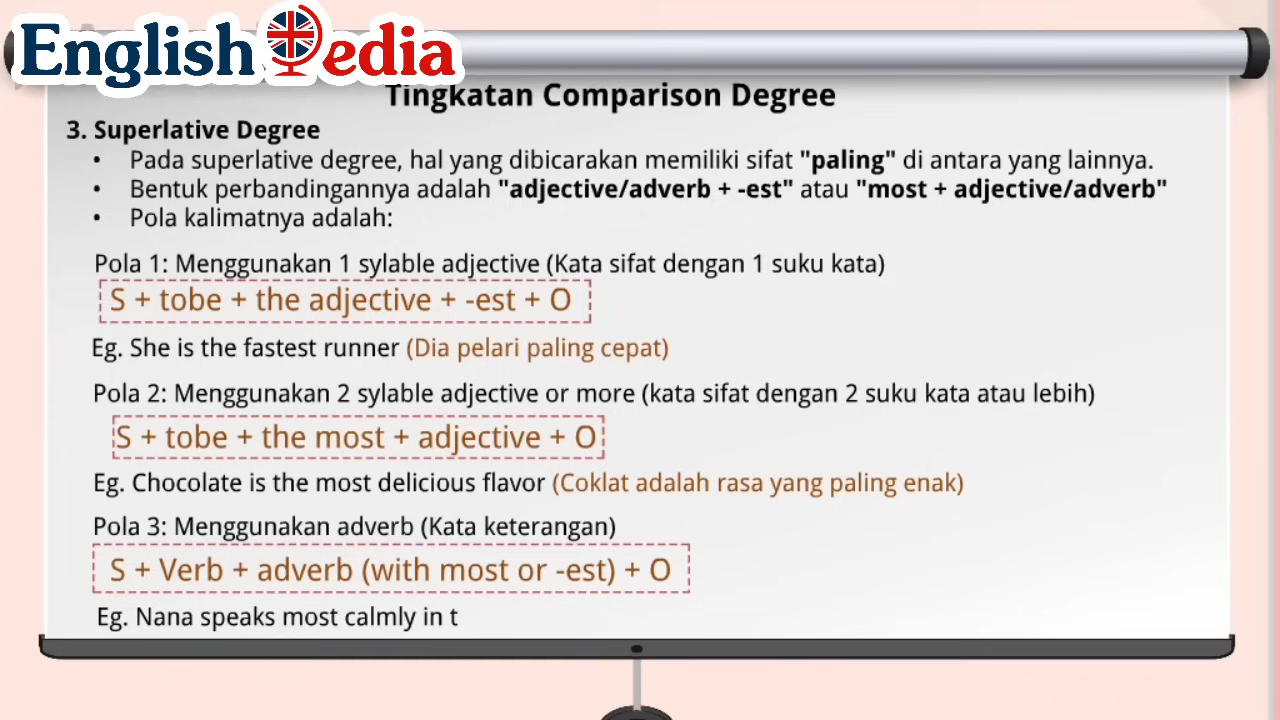 English Pedia
Tingkatan Comparison Degree
3. Superlative Degree
• Pada superlative degree, hal yang dibicarakan memiliki sifat "paling" di antara yang lainnya.
• Bentuk perbandingannya adalah "adjective/adverb + -est" atau "most + adjective/adverb"
• Pola kalimatnya adalah:
Pola 1: Menggunakan 1 sylable adjective (Kata sifat dengan 1 suku kata)
S + tobe + the adjective + -est + O
Eg. She is the fastest runner (Dia pelari paling cepat)
Pola 2: Menggunakan 2 sylable adjective or more (kata sifat dengan 2 suku kata atau lebih)
S + tobe + the most + adjective + O
Eg. Chocolate is the most delicious flavor (Coklat adalah rasa yang paling enak)
Pola 3: Menggunakan adverb (Kata keterangan)
S + Verb + adverb (with most or -est) + O
Eg. Nana speaks most calmly in t